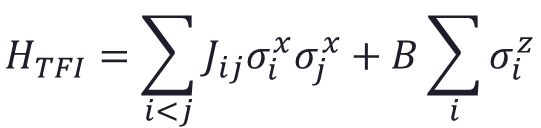 H_{TFI} = \sum_{i<j} J_{ij} \sigma_i^x \sigma_j^x + B \sum_i \sigma_i^z